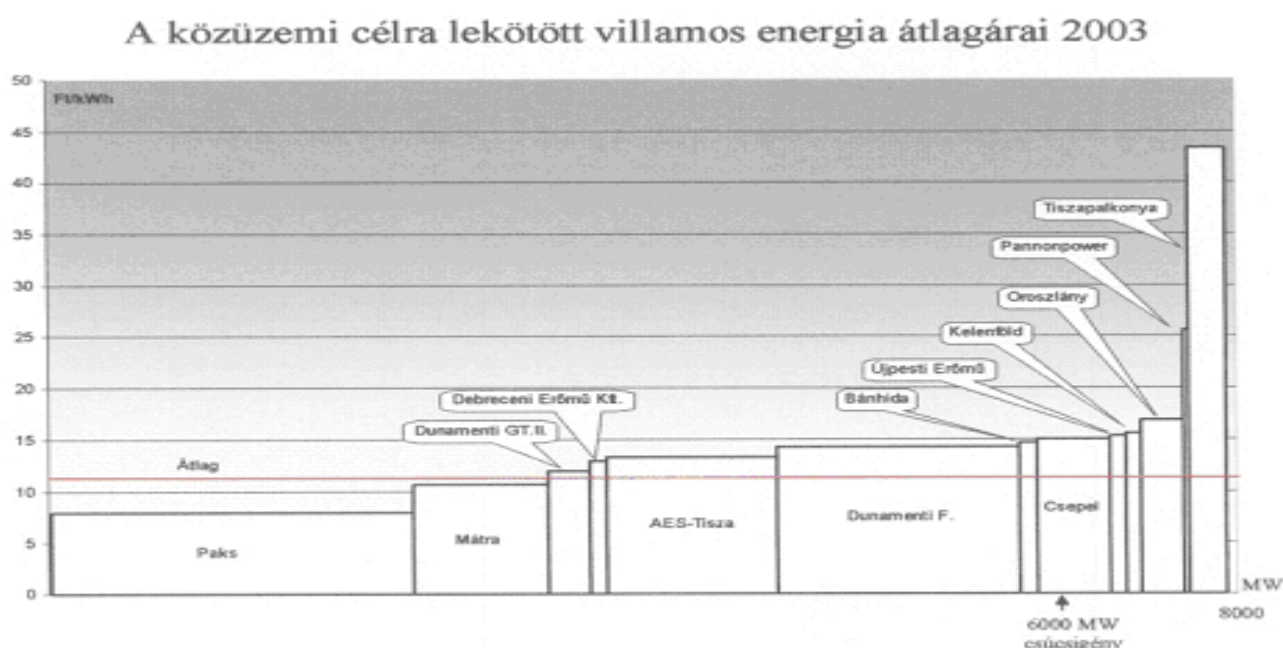 A közüzemi célra lekötött villamos energia átlagárai 2003
50
Ft/kWh
45
40
Tiszapalkonya
35
Pannonpower
30
Oroszlány
25
Kelenföld
Újpesti Erőmű
20
Debreceni Erőmű Kft.
Bánhida
Dunamenti GT.II.
15
Átlag
10
Csepel
Dunamenti F.
AES-Tisza
Mátra
5
Paks
0
MW
8000
6000 MW
csúcsigény